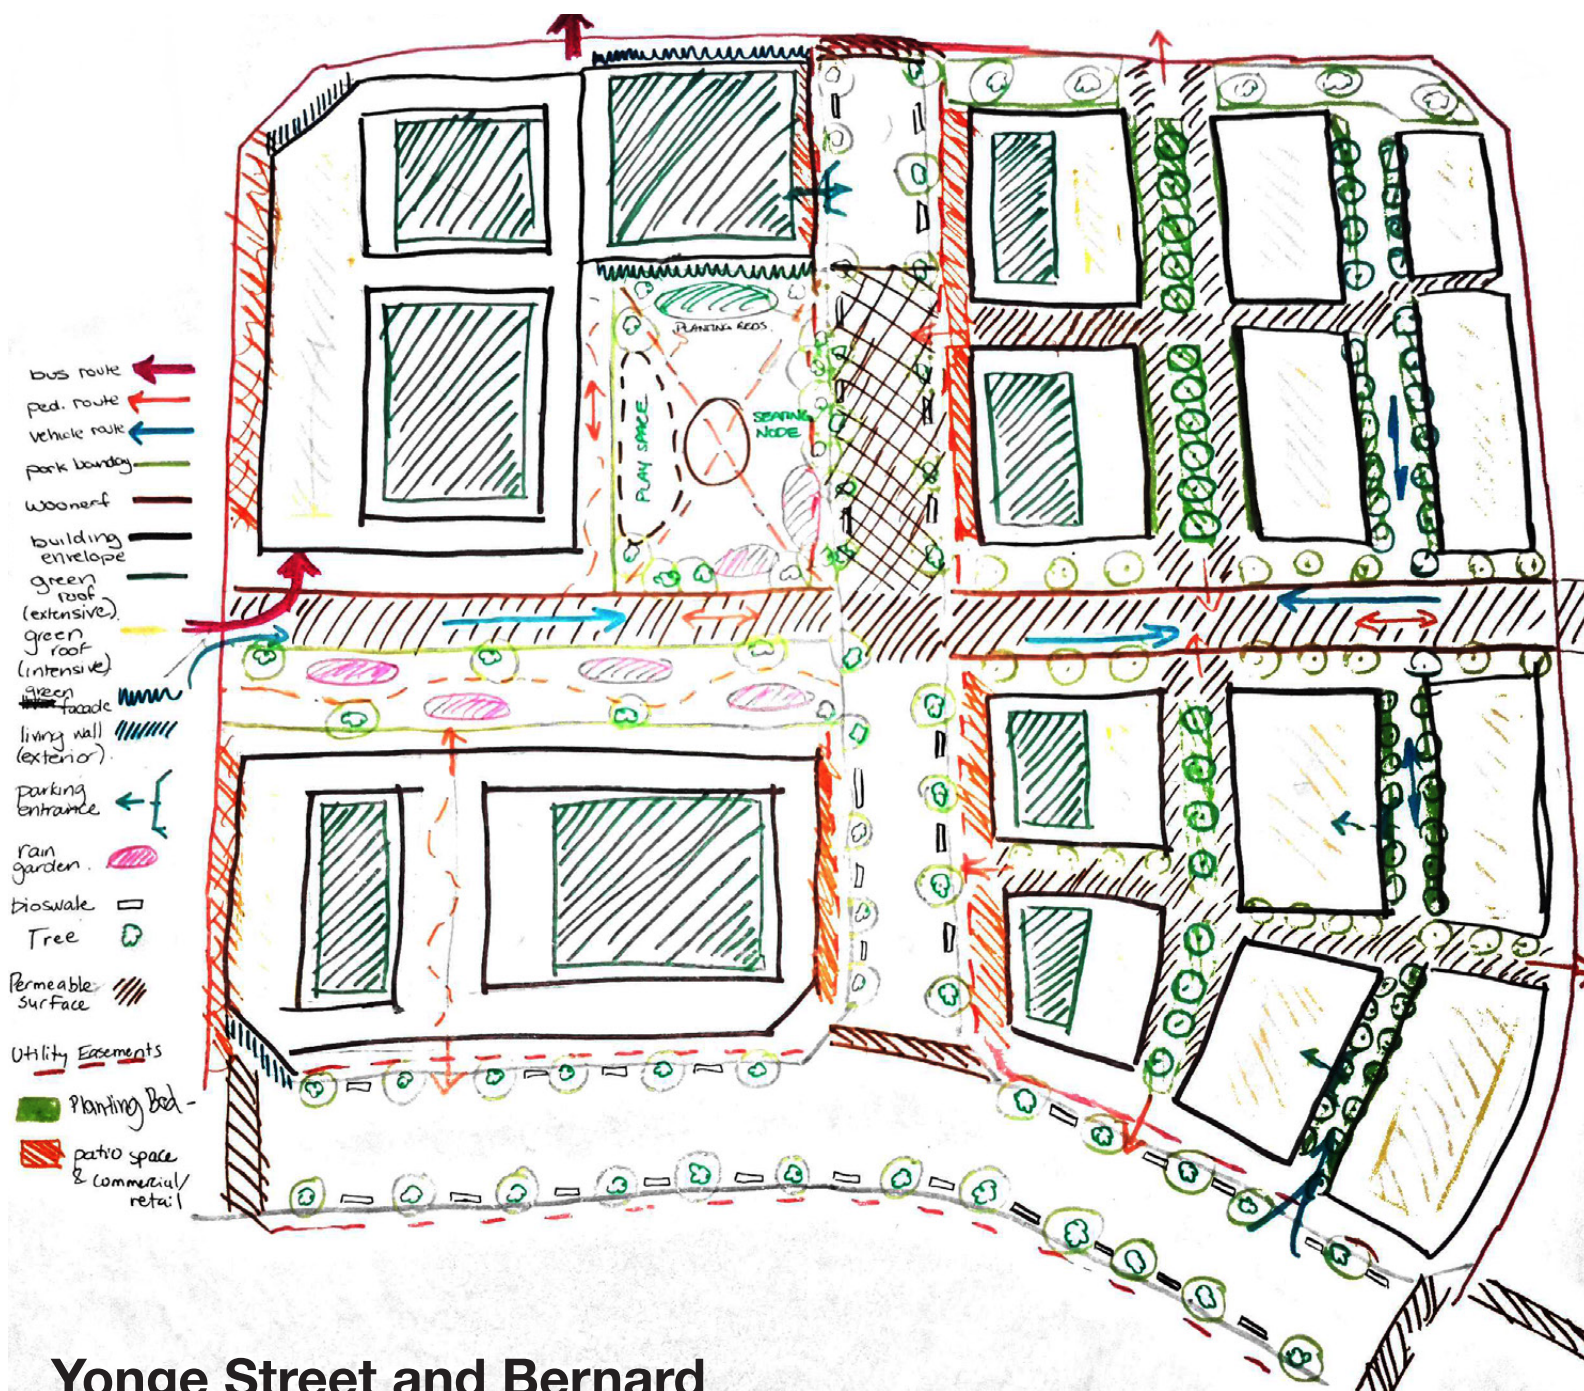 bus route
ped. route
vehicle route
park boundary
woonerf
building
envelope
green
roof
(extensive).
green
roof
(intensive)
green
facade
living wall
(exterior).
parking
entrance
rain
garden.
bioswale
Tree
Permeable
surface
Utility Easements
Planting Bed -
patio space
& commercial/
retail
PLANTING BEDS.
PLAY SPACE
SEATING
NODE
Yonge Street and Bernard